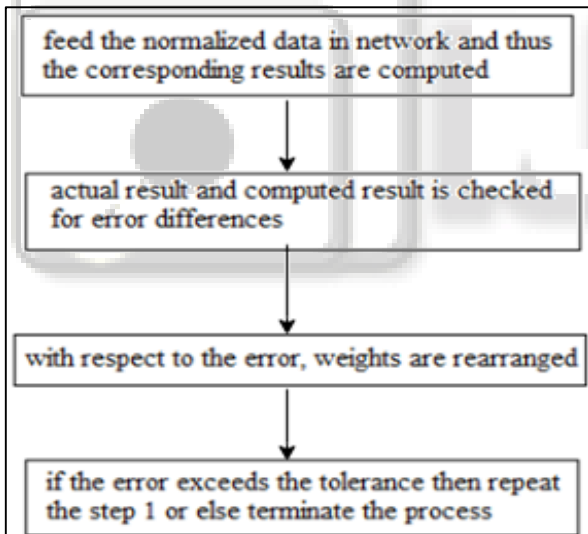 feed the normalized data in network and thus
the corresponding results are computed
actual result and computed result is checked
for error differences
with respect to the error, weights are rearranged
if the error exceeds the tolerance then repeat
the step 1 or else terminate the process